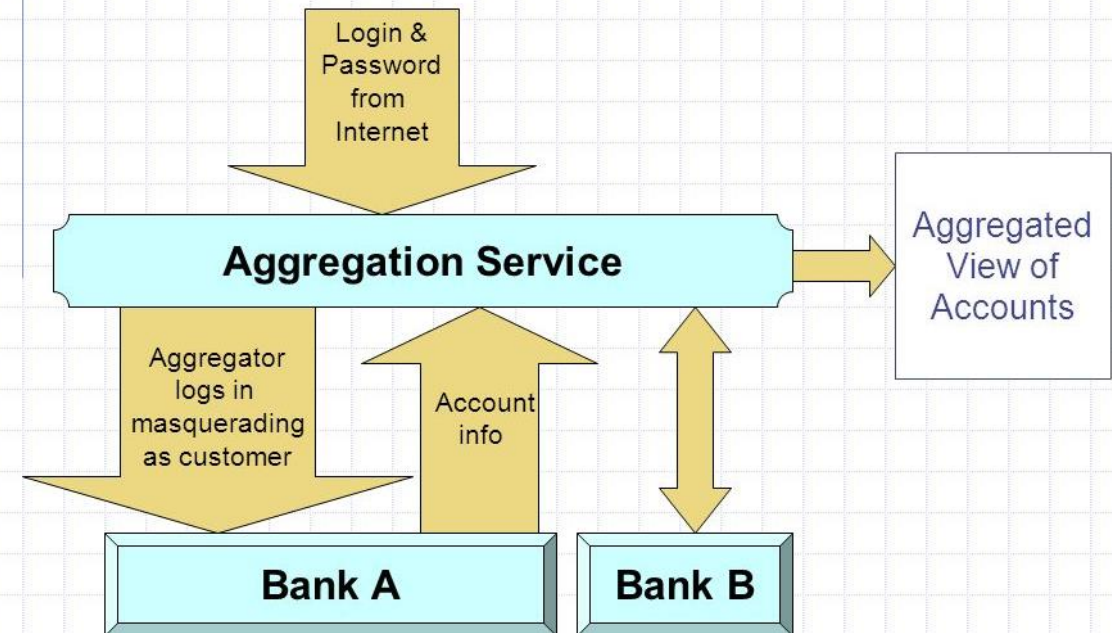 Login &
Password
from
Internet
Aggregation Service
Aggregated
View of
Accounts
Aggregator
logs in
masquerading
as customer
Account
info
Bank A
Bank B